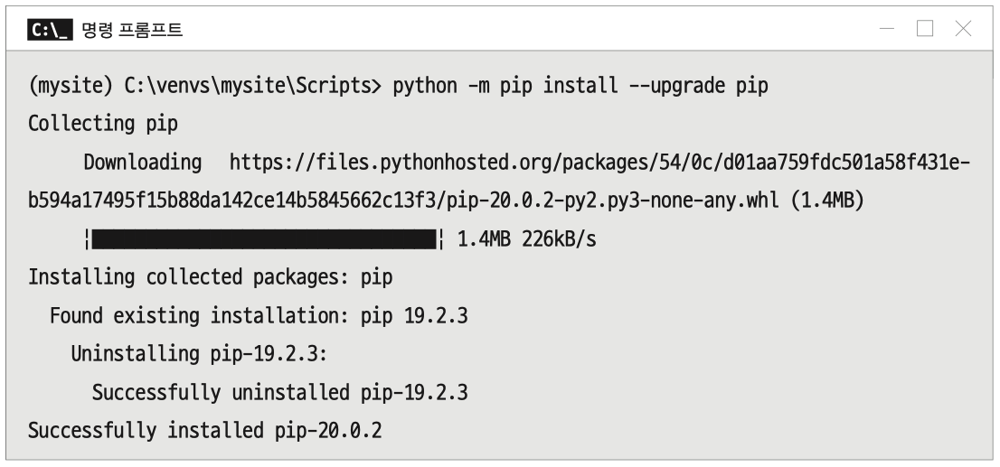 C:\_ 명령 프롬프트
(mysite) C:\venvs\mysite\Scripts> python -m pip install --upgrade pip
Collecting pip
Downloading https://files.pythonhosted.org/packages/54/0c/d01aa759fdc501a58f431e-
b594a17495f15b88da142ce14b5845662c13f3/pip-20.0.2-py2.py3-none-any.whl (1.4MB)
1.4MB 226kB/s
Installing collected packages: pip
Found existing installation: pip 19.2.3
Uninstalling pip-19.2.3:
Successfully uninstalled pip-19.2.3
Successfully installed pip-20.0.2